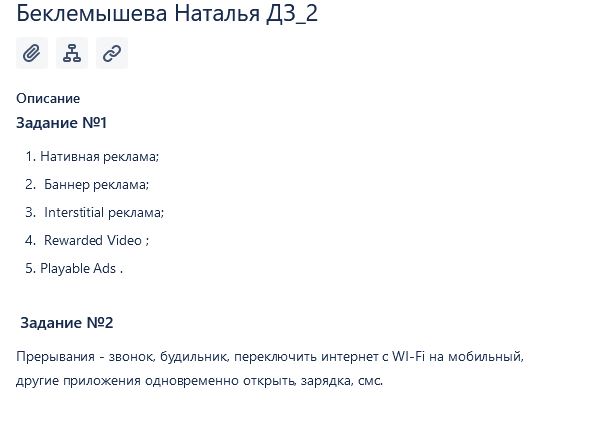 Беклемышева Наталья ДЗ_2
Описание
Задание №1
1. Нативная реклама;
2. Баннер реклама;
3. Interstitial реклама;
4. Rewarded Video ;
5. Playable Ads .
Задание №2
Прерывания - звонок, будильник, переключить интернет с WI-Fi на мобильный,
другие приложения одновременно открыть, зарядка, смс.